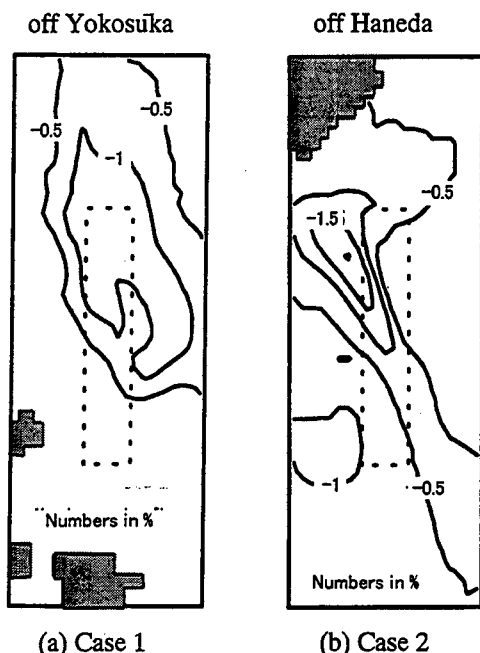 off Yokosuka
off Haneda
-0.5
-0.5
-1
"Numbers in %"
-0.5
-1.5
-1
-0.5
Numbers in %
(a) Case 1
(b) Case 2